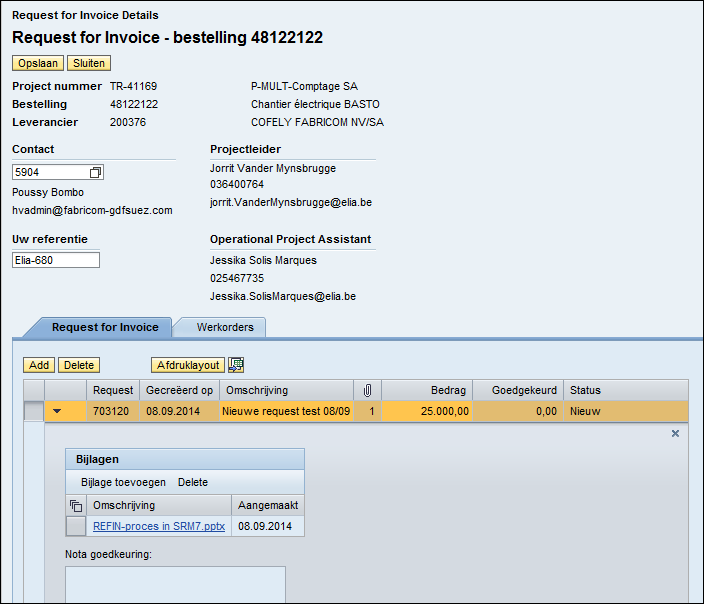 Request for Invoice Details
Request for Invoice - bestelling 48122122
Opslaan Sluiten
Project nummer TR-41169 P-MULT-Comptage SA
Bestelling 48122122 Chantier électrique BASTO
Leverancier 200376 COFELY FABRICOM NV/SA
Contact Projectleider
5904 Jorrit Vander Mynsbrugge
036400764
Poussy Bombo
hvadmin@fabricom-gdfsuez.com jorrit.VanderMynsbrugge@elia.be
Uw referentie Operational Project Assistant
Elia-680 Jessika Solis Marques
025467735
Jessika.SolisMarques@elia.be
Request for Invoice Werkorders
Add Delete Afdruklayout
Request Gecreëerd op Omschrijving Bedrag Goedgekeurd Status
703120 08.09.2014 Nieuwe request test 08/09 1 25.000,00 0,00 Nieuw
Bijlagen
Bijlage toevoegen Delete
Omschrijving Aangemaakt
REFIN-proces in SRM7.pptx 08.09.2014
Nota goedkeuring: